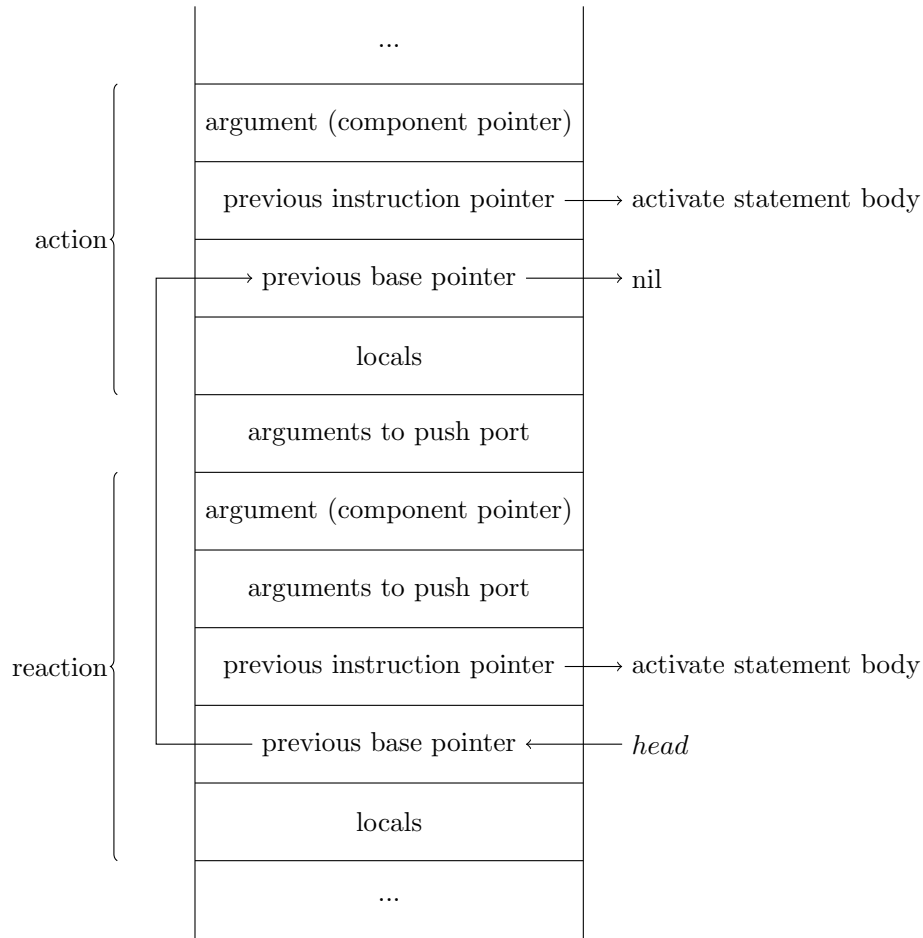 ...
argument (component pointer)
previous instruction pointer
activate statement body
action
previous base pointer
nil
locals
arguments to push port
argument (component pointer)
arguments to push port
reaction
previous instruction pointer
activate statement body
previous base pointer
head
locals
...